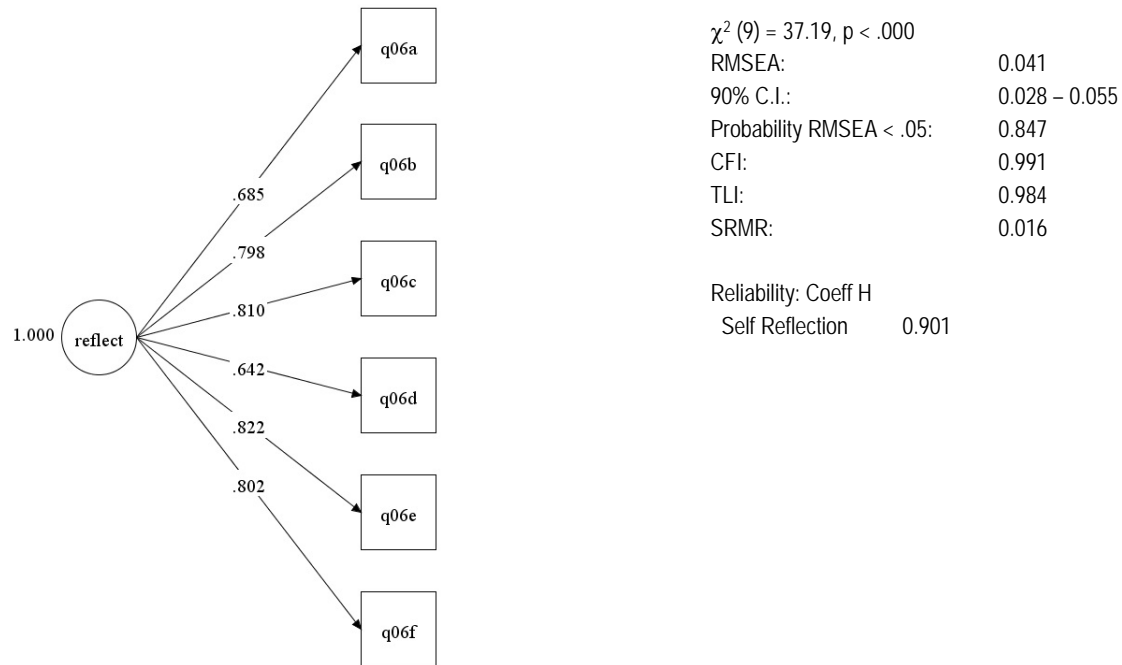 q06a
q06b
q06c
q06d
q06e
q06f
.685
.798
.810
.642
.822
.802
1.000
reflect
χ² (9) = 37.19, p < .000
RMSEA: 0.041
90% C.I.: 0.028 – 0.055
Probability RMSEA < .05: 0.847
CFI: 0.991
TLI: 0.984
SRMR: 0.016
Reliability: Coeff H
Self Reflection 0.901